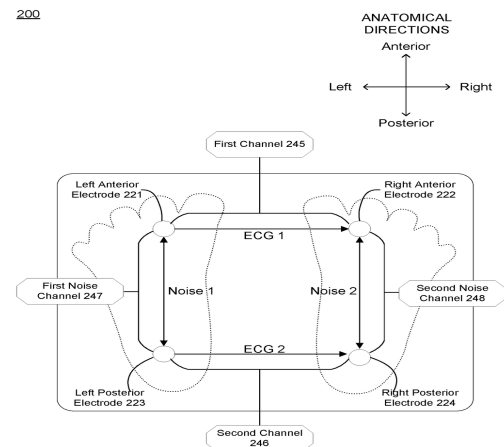 200
ANATOMICAL
DIRECTIONS
Anterior
Left
Right
Posterior
First Channel 245
Left Anterior
Electrode 221
Right Anterior
Electrode 222
ECG 1
First Noise
Channel 247
Noise 1
Noise 2
Second Noise
Channel 248
ECG 2
Left Posterior
Electrode 223
Right Posterior
Electrode 224
Second Channel
246